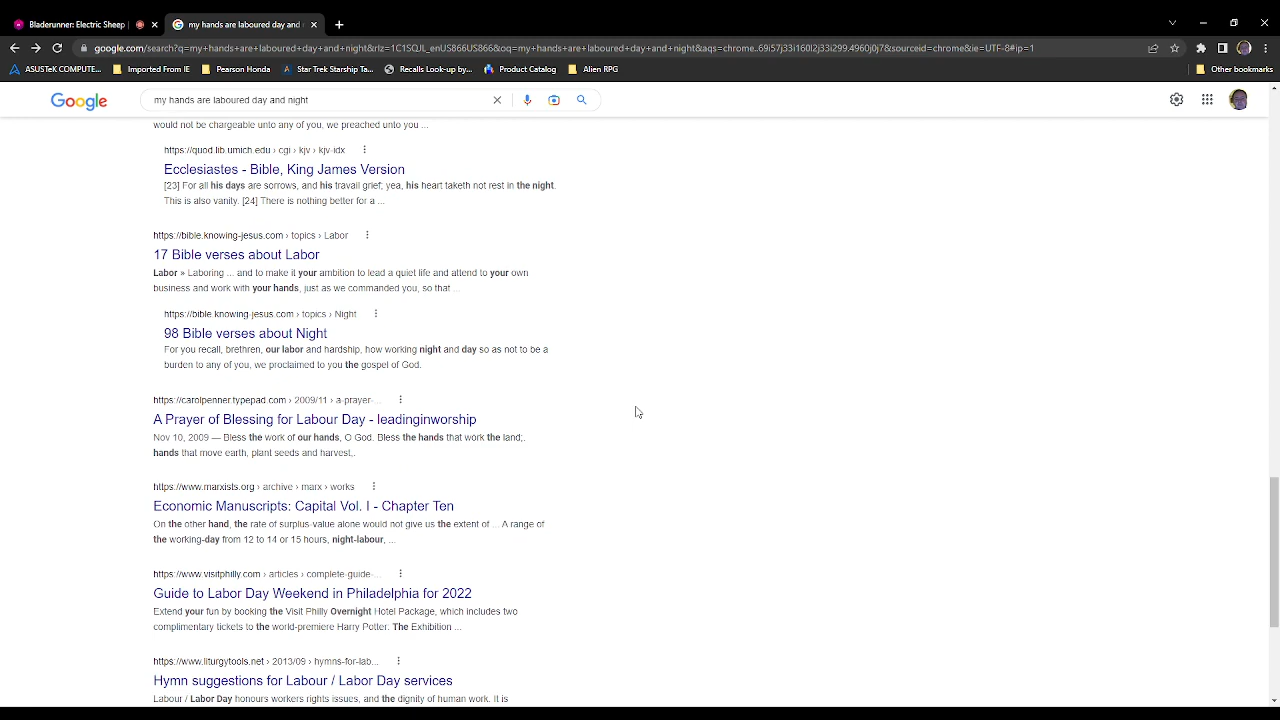 Bladerunner: Electric Sheep |
my hands are laboured day and
google.com/search?q=my+hands+are+laboured+day+and+night&rlz=1C1SQJL_enUS866US866&oq=my+hands+are+laboured+day+and+night&aqs=chrome..69i57j33i160l2j33i299.4960j0j7&sourceid=chrome&ie=UTF-8#ip=1
ASUSTeK COMPUTE... Imported From IE Pearson Honda Star Trek Starship Ta... Recalls Look-up by... Product Catalog Alien RPG Other bookmarks
Google my hands are laboured day and night
would not be chargeable unto any of you, we preached unto you ...
https://quod.lib.umich.edu › cgi › kjv › kjv-idx
Ecclesiastes - Bible, King James Version
[23] For all his days are sorrows, and his travail grief; yea, his heart taketh not rest in the night.
This is also vanity. [24] There is nothing better for a ...
https://bible.knowing-jesus.com › topics › Labor
17 Bible verses about Labor
Labor » Laboring ... and to make it your ambition to lead a quiet life and attend to your own
business and work with your hands, just as we commanded you, so that ...
https://bible.knowing-jesus.com › topics › Night
98 Bible verses about Night
For you recall, brethren, our labor and hardship, how working night and day so as not to be a
burden to any of you, we proclaimed to you the gospel of God.
https://carolpenner.typepad.com › 2009/11 › a-prayer-...
A Prayer of Blessing for Labour Day - leadinginworship
Nov 10, 2009 — Bless the work of our hands, O God. Bless the hands that work the land;.
hands that move earth, plant seeds and harvest,.
https://www.marxists.org › archive › marx › works
Economic Manuscripts: Capital Vol. I - Chapter Ten
On the other hand, the rate of surplus-value alone would not give us the extent of ... A range of
the working-day from 12 to 14 or 15 hours, night-labour, ...
https://www.visitphilly.com › articles › complete-guide-...
Guide to Labor Day Weekend in Philadelphia for 2022
Extend your fun by booking the Visit Philly Overnight Hotel Package, which includes two
complimentary tickets to the world-premiere Harry Potter: The Exhibition ...
https://www.liturgytools.net › 2013/09 › hymns-for-lab...
Hymn suggestions for Labour / Labor Day services
Labour / Labor Day honours workers rights issues, and the dignity of human work. It is